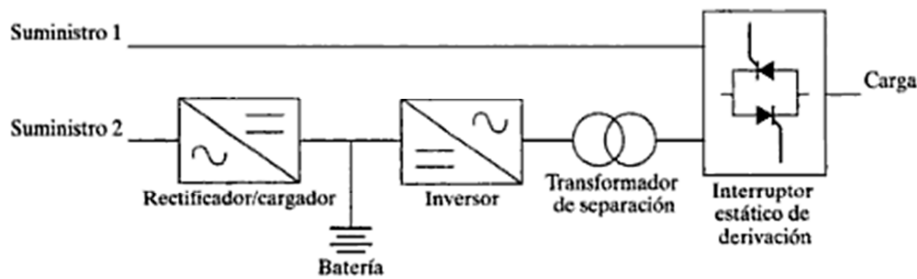 Suministro 1
Carga
Suministro 2
Rectificador/cargador
Inversor
Transformador
de separación
Interruptor
estático de
derivación
Batería